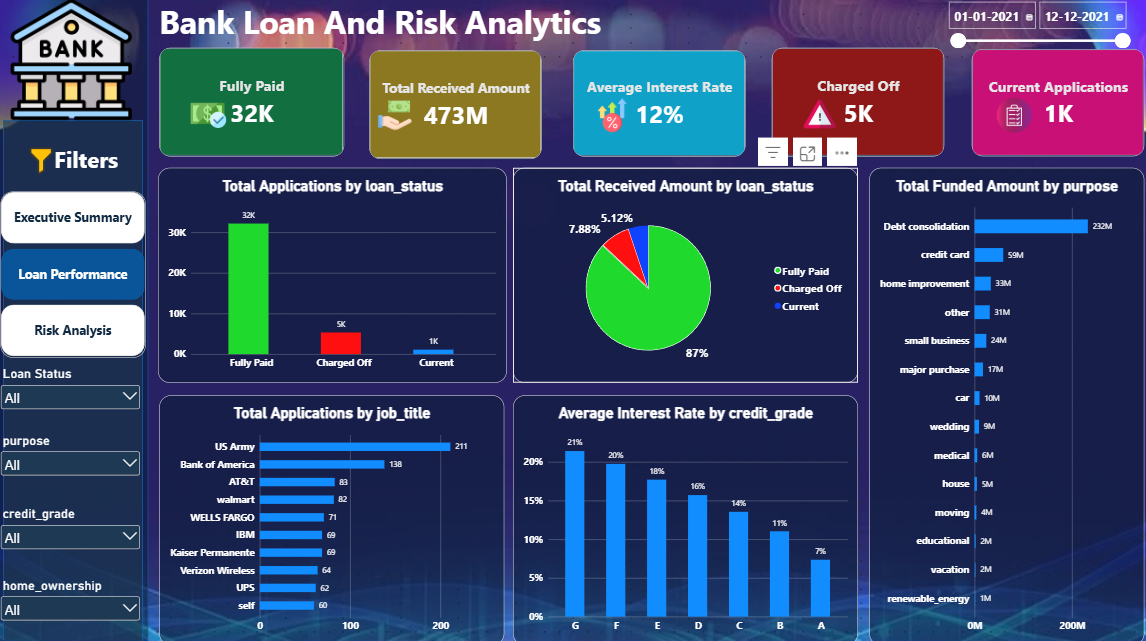 BANK
Bank Loan And Risk Analytics
01-01-2021
12-12-2021
Fully Paid
32K
Total Received Amount
473M
Average Interest Rate
12%
Charged Off
5K
Current Applications
1K
Filters
Executive Summary
Loan Performance
Risk Analysis
Loan Status
All
purpose
All
credit_grade
All
home_ownership
All
Total Applications by loan_status
32K
30K
20K
5K
10K
1K
0K
Fully Paid
Charged Off
Current
Total Received Amount by loan_status
5.12%
7.88%
87%
Fully Paid
Charged Off
Current
Total Funded Amount by purpose
Debt consolidation 232M
credit card 59M
home improvement 33M
other 31M
small business 24M
major purchase 17M
car 10M
wedding 9M
medical 6M
house 5M
moving 4M
educational 2M
vacation 2M
renewable_energy 1M
0M 200M
Total Applications by job_title
US Army 211
Bank of America 138
AT&T 83
walmart 82
WELLS FARGO 71
IBM 69
Kaiser Permanente 69
Verizon Wireless 64
UPS 62
self 60
0 100 200
Average Interest Rate by credit_grade
21%
20%
18%
16%
14%
11%
7%
20%
15%
10%
5%
0%
G F E D C B A